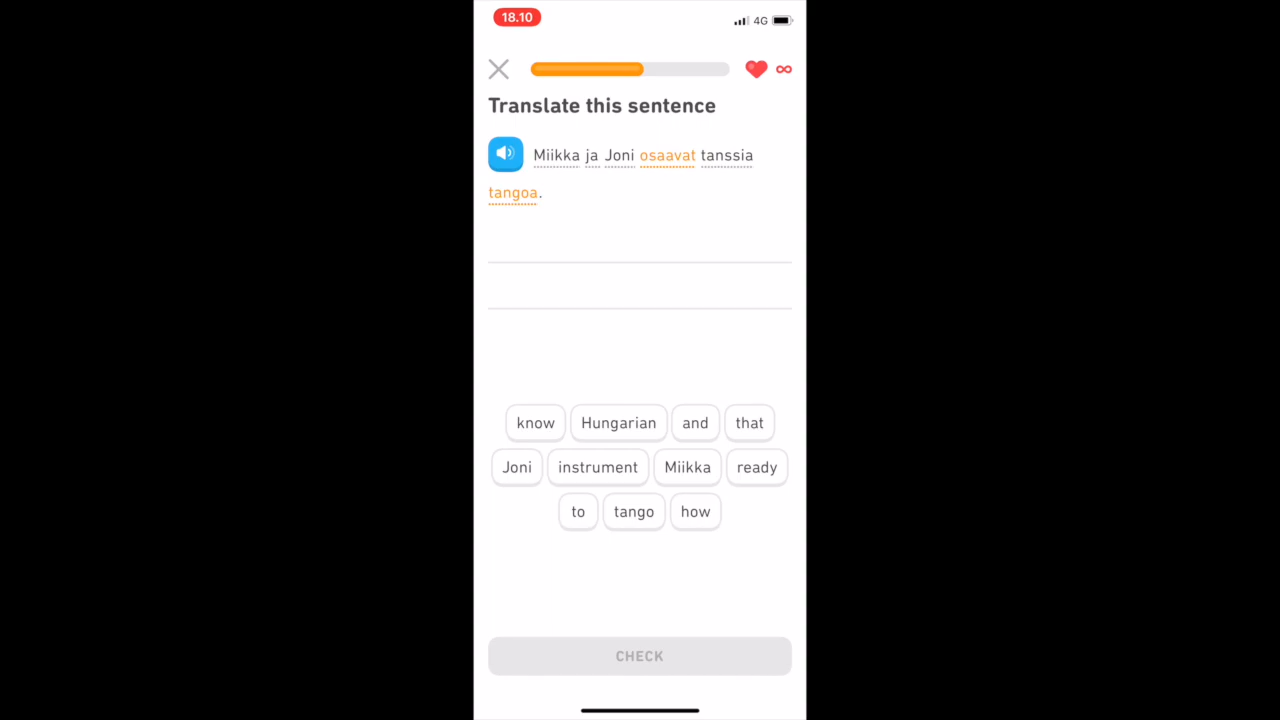 18.10 4G
Translate this sentence
Miikka ja Joni osaavat tanssia
tangoa.
know Hungarian and that
Joni instrument Miikka ready
to tango how
CHECK